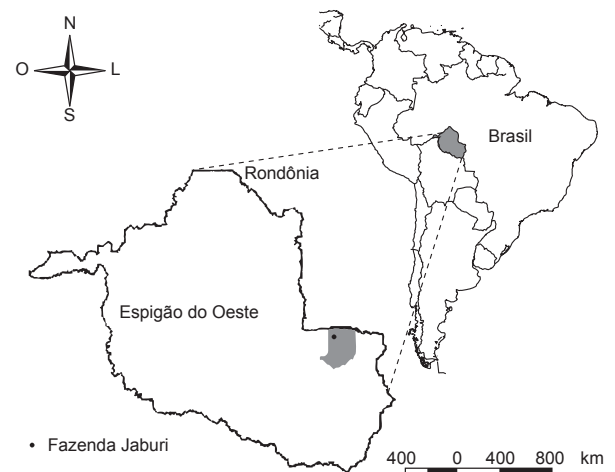 N
O L
S
Brasil
Rondônia
Espigão do Oeste
• Fazenda Jaburi
400 0 400 800 km